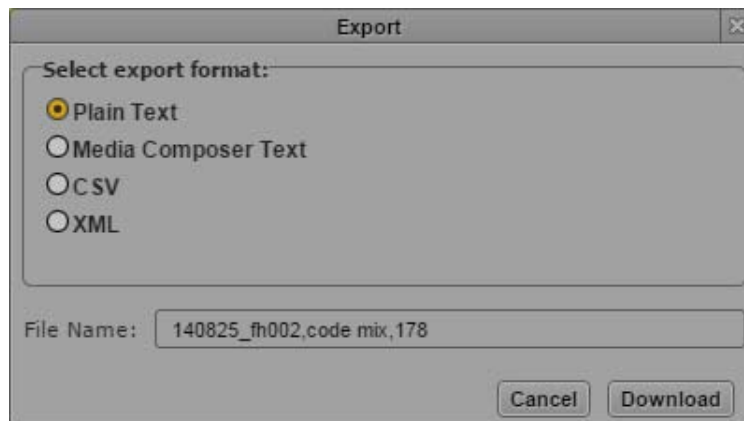 Export
Select export format:
Plain Text
Media Composer Text
CSV
XML
File Name: 140825_fh002,code mix,178
Cancel Download